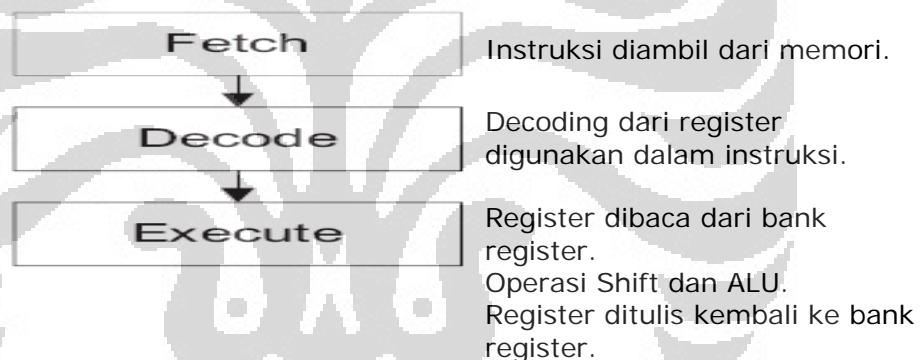 Fetch
Instruksi diambil dari memori.
Decode
Decoding dari register
digunakan dalam instruksi.
Execute
Register dibaca dari bank
register.
Operasi Shift dan ALU.
Register ditulis kembali ke bank
register.